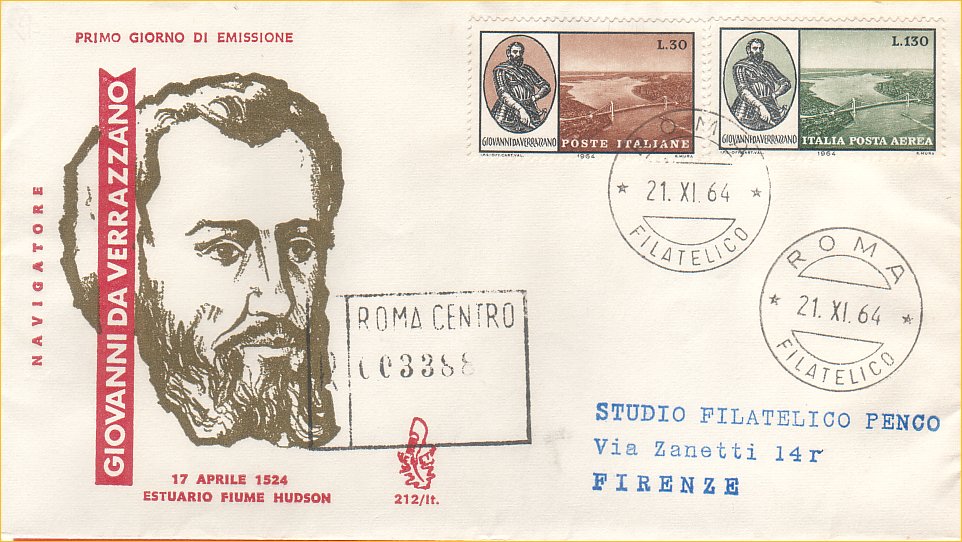 PRIMO GIORNO DI EMISSIONE
NAVIGATORE
GIOVANNI DA VERRAZZANO
17 APRILE 1524
ESTUARIO FIUME HUDSON
212/It.
L.30
GIOVANNI DA VERRAZZANO
POSTE ITALIANE
1964
L.130
GIOVANNI DA VERRAZZANO
ITALIA POSTA AEREA
1964
ROMA
21. XI. 64
FILATELICO
ROMA
21. XI. 64
FILATELICO
ROMA CENTRO
R
003388
STUDIO FILATELICO PENCO
Via Zanetti 14r
FIRENZE